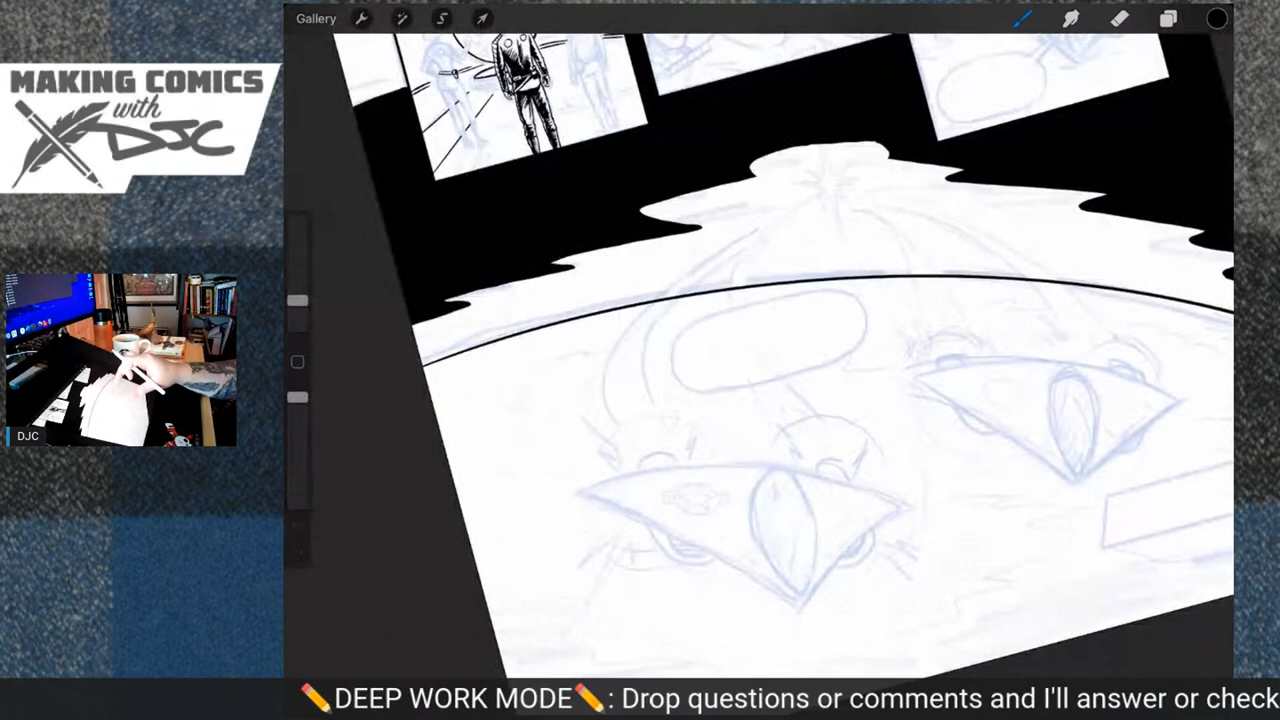 Gallery
MAKING COMICS
with
DJC
DJC
✏️DEEP WORK MODE✏️: Drop questions or comments and I'll answer or check